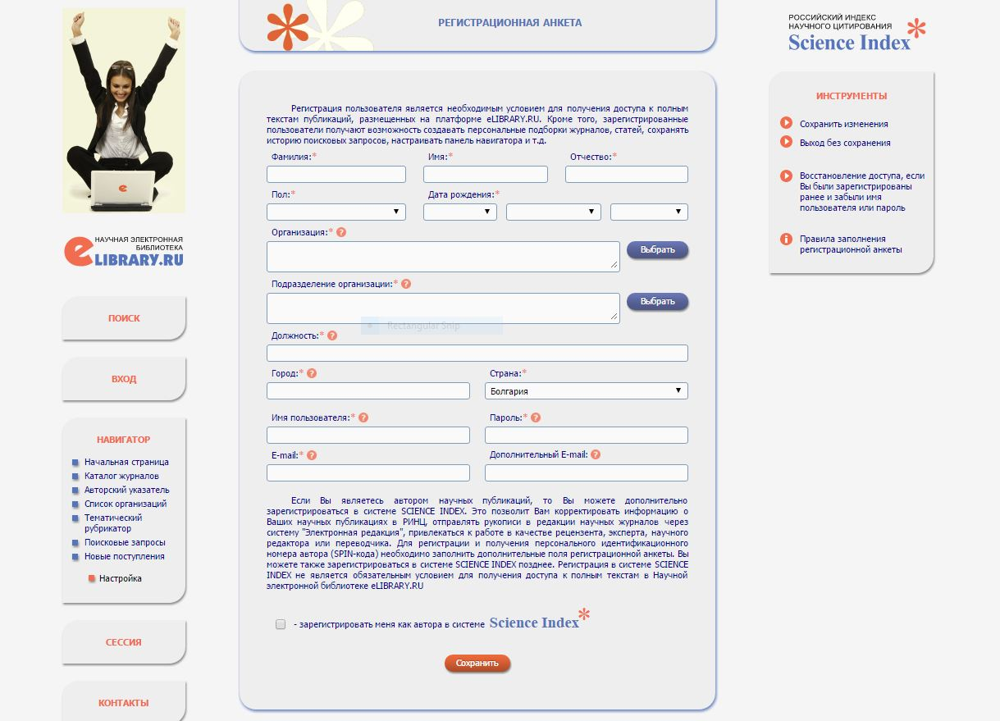 РЕГИСТРАЦИОННАЯ АНКЕТА
РОССИЙСКИЙ ИНДЕКС
НАУЧНОГО ЦИТИРОВАНИЯ
Science Index
НАУЧНАЯ ЭЛЕКТРОННАЯ
БИБЛИОТЕКА
eLIBRARY.RU
ПОИСК
ВХОД
НАВИГАТОР
Начальная страница
Каталог журналов
Авторский указатель
Список организаций
Тематический
рубрикатор
Поисковые запросы
Новые поступления
Настройка
СЕССИЯ
КОНТАКТЫ
Регистрация пользователя является необходимым условием для получения доступа к полным
текстам публикаций, размещенных на платформе eLIBRARY.RU. Кроме того, зарегистрированные
пользователи получают возможность создавать персональные подборки журналов, статей, сохранять
историю поисковых запросов, настраивать панель навигатора и т.д.
Фамилия:* Имя:* Отчество:*
Пол:* Дата рождения:*
Организация:* ?
Выбрать
Подразделение организации:* ?
Выбрать
Rectangular Snip
Должность:* ?
Город:* ? Страна:*
Болгария
Имя пользователя:* ? Пароль:* ?
E-mail:* ? Дополнительный E-mail: ?
Если Вы являетесь автором научных публикаций, то Вы можете дополнительно
зарегистрироваться в системе SCIENCE INDEX. Это позволит Вам корректировать информацию о
Ваших научных публикациях в РИНЦ, отправлять рукописи в редакции научных журналов через
систему "Электронная редакция", привлекаться к работе в качестве рецензента, эксперта, научного
редактора или переводчика. Для регистрации и получения персонального идентификационного
номера автора (SPIN-кода) необходимо заполнить дополнительные поля регистрационной анкеты. Вы
можете также зарегистрироваться в системе SCIENCE INDEX позднее. Регистрация в системе SCIENCE
INDEX не является обязательным условием для получения доступа к полным текстам в Научной
электронной библиотеке eLIBRARY.RU
- зарегистрировать меня как автора в системе Science Index
Сохранить
ИНСТРУМЕНТЫ
Сохранить изменения
Выход без сохранения
Восстановление доступа, если
Вы были зарегистрированы
ранее и забыли имя
пользователя или пароль
Правила заполнения
регистрационной анкеты